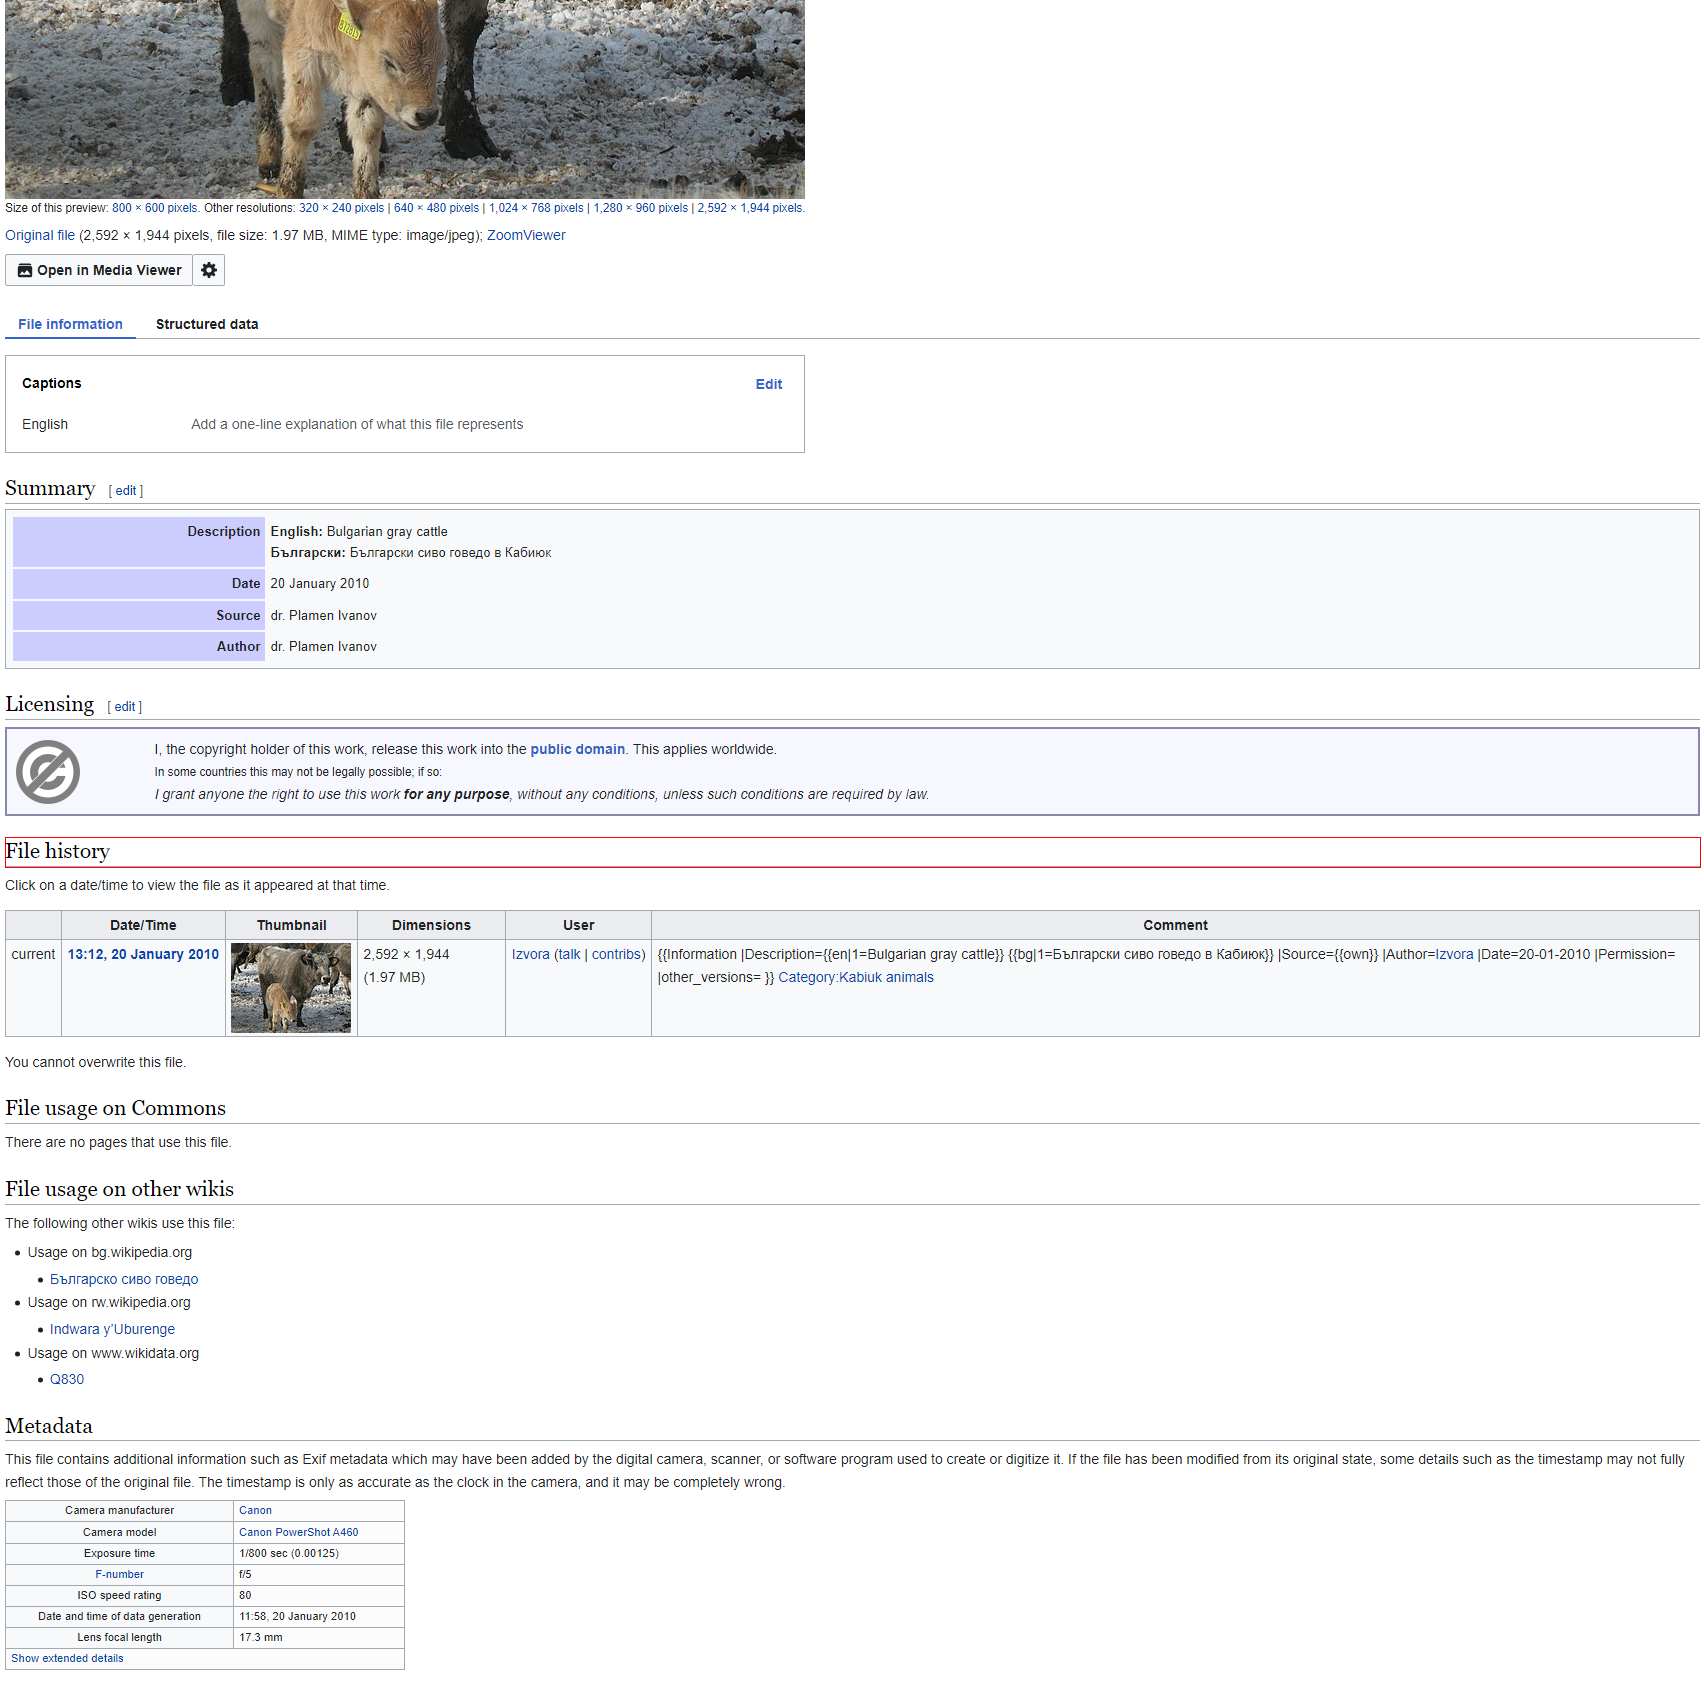 Size of this preview: 800 × 600 pixels. Other resolutions: 320 × 240 pixels | 640 × 480 pixels | 1,024 × 768 pixels | 1,280 × 960 pixels | 2,592 × 1,944 pixels.
Original file (2,592 × 1,944 pixels, file size: 1.97 MB, MIME type: image/jpeg); ZoomViewer
Open in Media Viewer
File information Structured data
Captions Edit
English Add a one-line explanation of what this file represents
Summary [ edit ]
Description English: Bulgarian gray cattle
Български: Български сиво говедо в Кабиюк
Date 20 January 2010
Source dr. Plamen Ivanov
Author dr. Plamen Ivanov
Licensing [ edit ]
I, the copyright holder of this work, release this work into the public domain. This applies worldwide.
In some countries this may not be legally possible; if so:
I grant anyone the right to use this work for any purpose, without any conditions, unless such conditions are required by law.
File history
Click on a date/time to view the file as it appeared at that time.
Date/Time Thumbnail Dimensions User Comment
current 13:12, 20 January 2010 2,592 × 1,944 Izvora (talk | contribs) {{Information |Description={{en|1=Bulgarian gray cattle}} {{bg|1=Български сиво говедо в Кабиюк}} |Source={{own}} |Author=Izvora |Date=20-01-2010 |Permission=
(1.97 MB) |other_versions= }} Category:Kabiuk animals
You cannot overwrite this file.
File usage on Commons
There are no pages that use this file.
File usage on other wikis
The following other wikis use this file:
Usage on bg.wikipedia.org
Българско сиво говедо
Usage on rw.wikipedia.org
Indwara y’Uburenge
Usage on www.wikidata.org
Q830
Metadata
This file contains additional information such as Exif metadata which may have been added by the digital camera, scanner, or software program used to create or digitize it. If the file has been modified from its original state, some details such as the timestamp may not fully
reflect those of the original file. The timestamp is only as accurate as the clock in the camera, and it may be completely wrong.
Camera manufacturer Canon
Camera model Canon PowerShot A460
Exposure time 1/800 sec (0.00125)
F-number f/5
ISO speed rating 80
Date and time of data generation 11:58, 20 January 2010
Lens focal length 17.3 mm
Show extended details